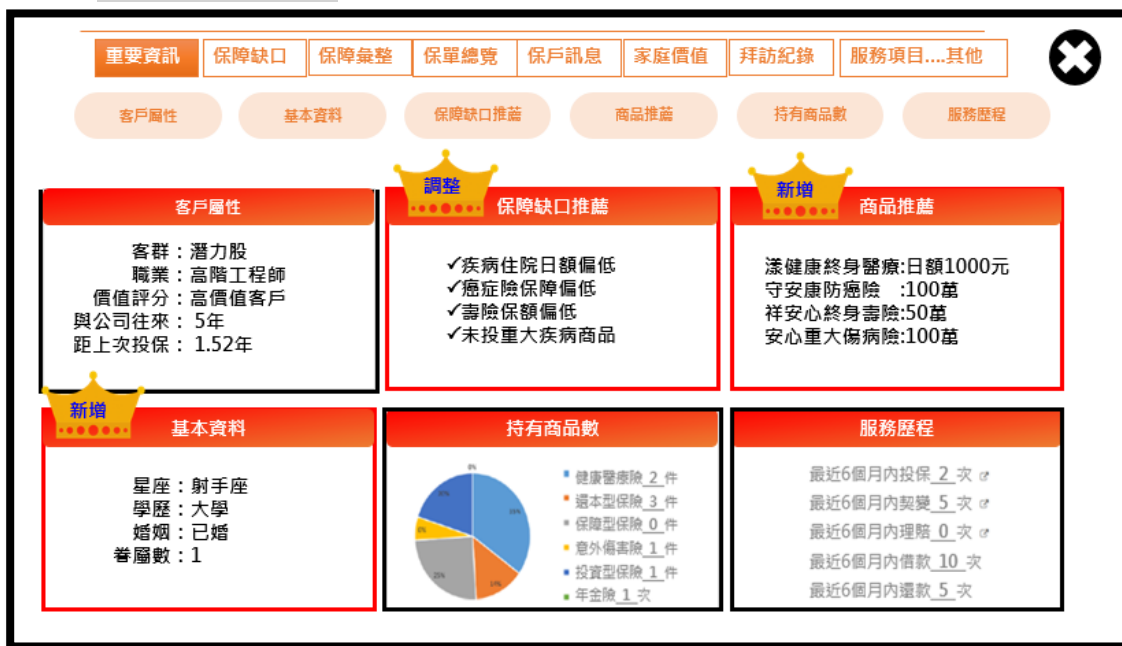 重要資訊 保障缺口 保障彙整 保單總覽 保戶訊息 家庭價值 拜訪紀錄 服務項目....其他
客戶屬性 基本資料 保障缺口推薦 商品推薦 持有商品數 服務歷程
客戶屬性
客群：潛力股
職業：高階工程師
價值評分：高價值客戶
與公司往來： 5年
距上次投保： 1.52年
調整
保障缺口推薦
✓疾病住院日額偏低
✓癌症險保障偏低
✓壽險保額偏低
✓未投重大疾病商品
新增
商品推薦
漾健康終身醫療:日額1000元
守安康防癌險 :100萬
祥安心終身壽險:50萬
安心重大傷病險:100萬
新增
基本資料
星座：射手座
學歷：大學
婚姻：已婚
眷屬數：1
持有商品數
0%
14%
健康醫療險 2 件
還本型保險 3 件
保障型保險 0 件
意外傷害險 1 件
投資型保險 1 件
年金險 1 次
服務歷程
最近6個月內投保 2 次
最近6個月內契變 5 次
最近6個月內理賠 0 次
最近6個月內借款 10 次
最近6個月內還款 5 次